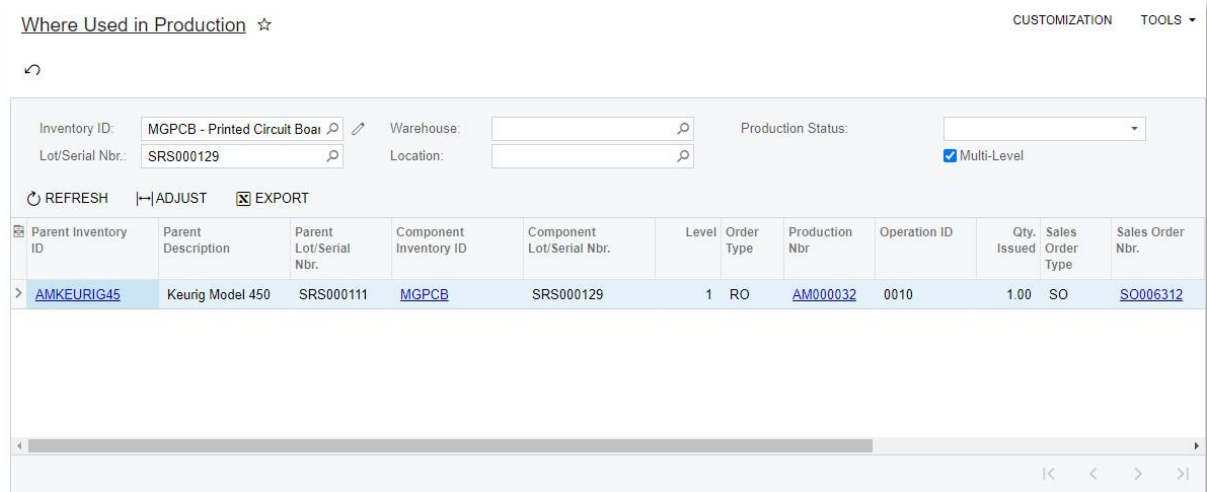 Where Used in Production
CUSTOMIZATION TOOLS
Inventory ID: MGPCB - Printed Circuit Boar Warehouse: Production Status:
Lot/Serial Nbr.: SRS000129 Location: Multi-Level
REFRESH ADJUST EXPORT
Parent Inventory Parent Parent Component Component Level Order Production Operation ID Qty. Sales Sales Order
ID Description Lot/Serial Inventory ID Lot/Serial Nbr. Type Nbr Issued Order Nbr.
Nbr. Type
AMKEURIG45 Keurig Model 450 SRS000111 MGPCB SRS000129 1 RO AM000032 0010 1.00 SO SO006312